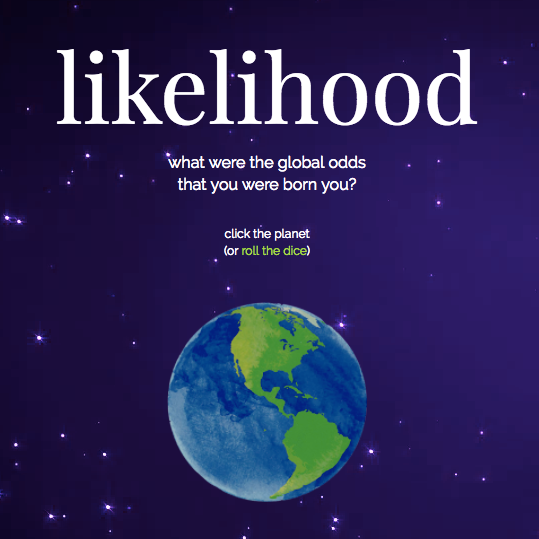 likelihood
what were the global odds
that you were born you?
click the planet
(or roll the dice)